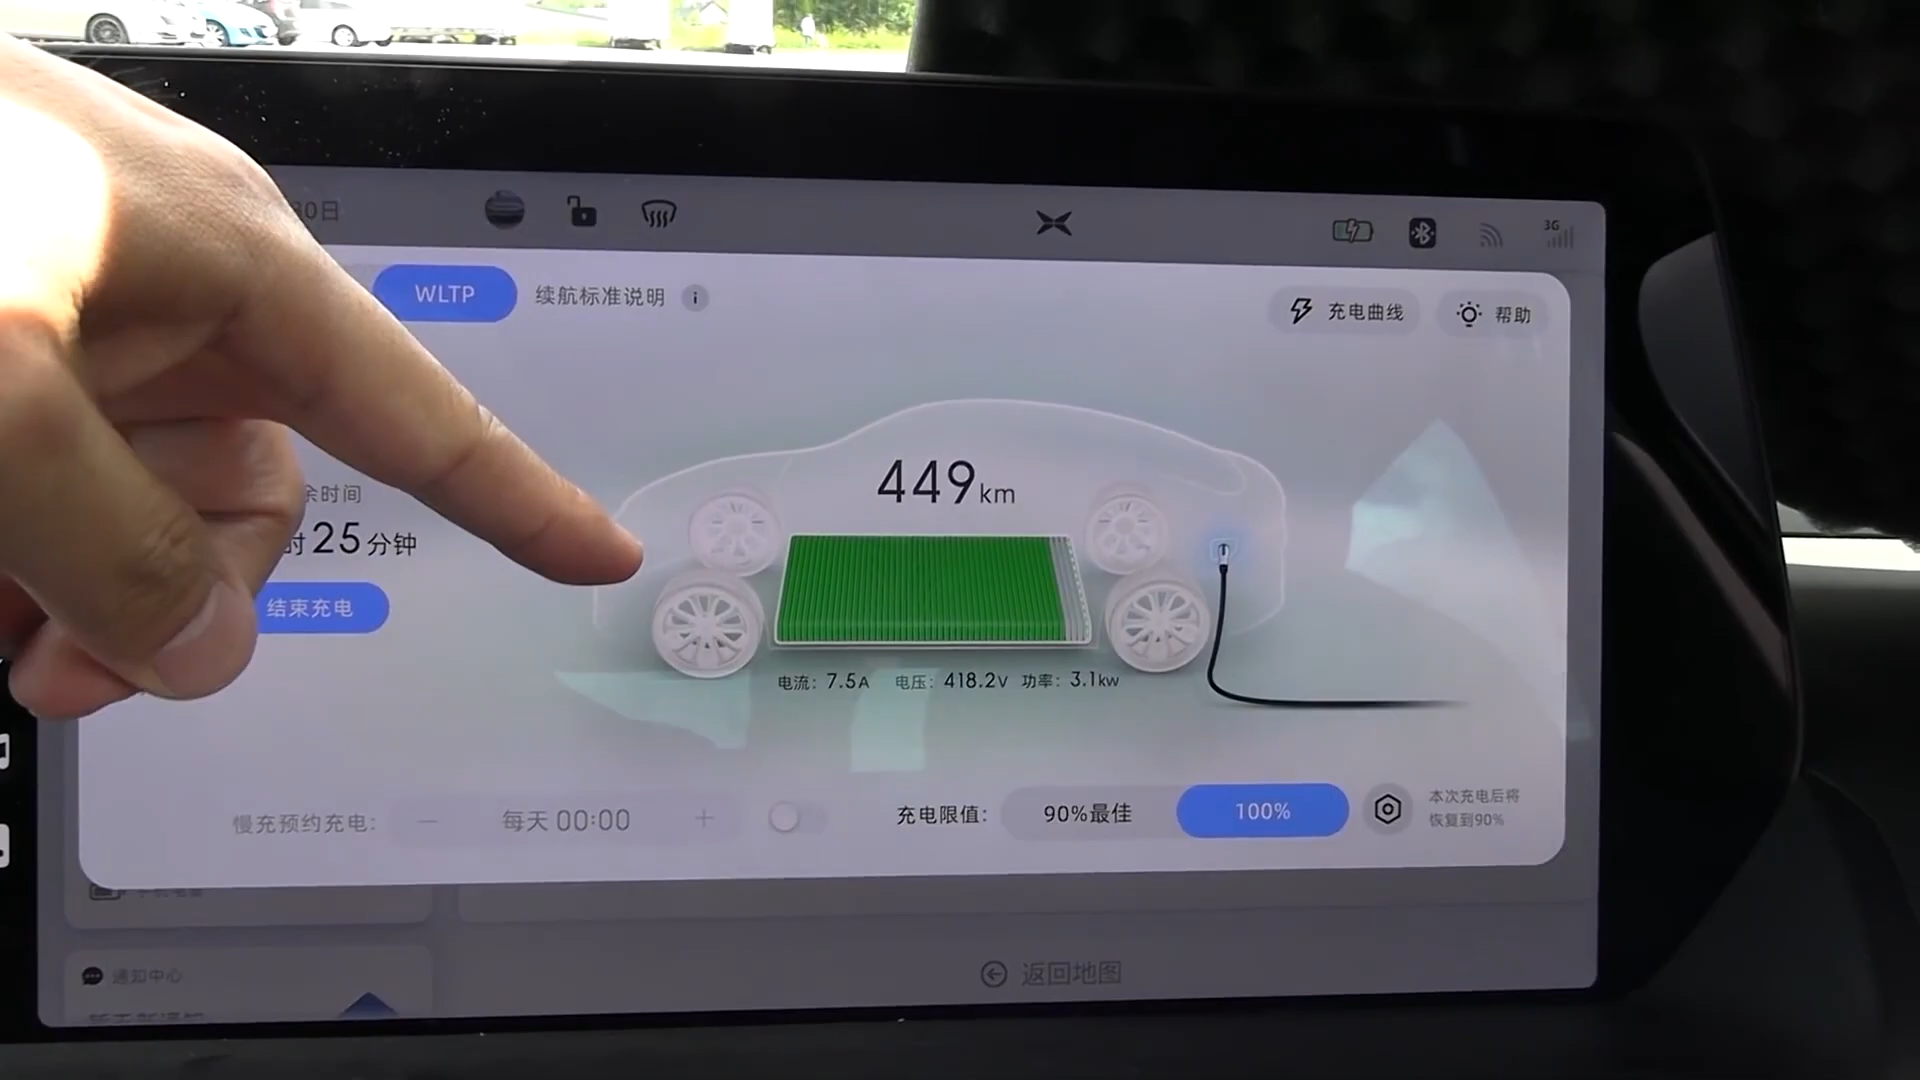 30日
3G
WLTP 续航标准说明 i
充电曲线
帮助
余时间
时25分钟
结束充电
449km
电流: 7.5A 电压: 418.2V 功率: 3.1kw
慢充预约充电: — 每天 00:00 +
充电限值: 90%最佳 100%
本次充电后将
恢复到90%
通知中心
返回地图